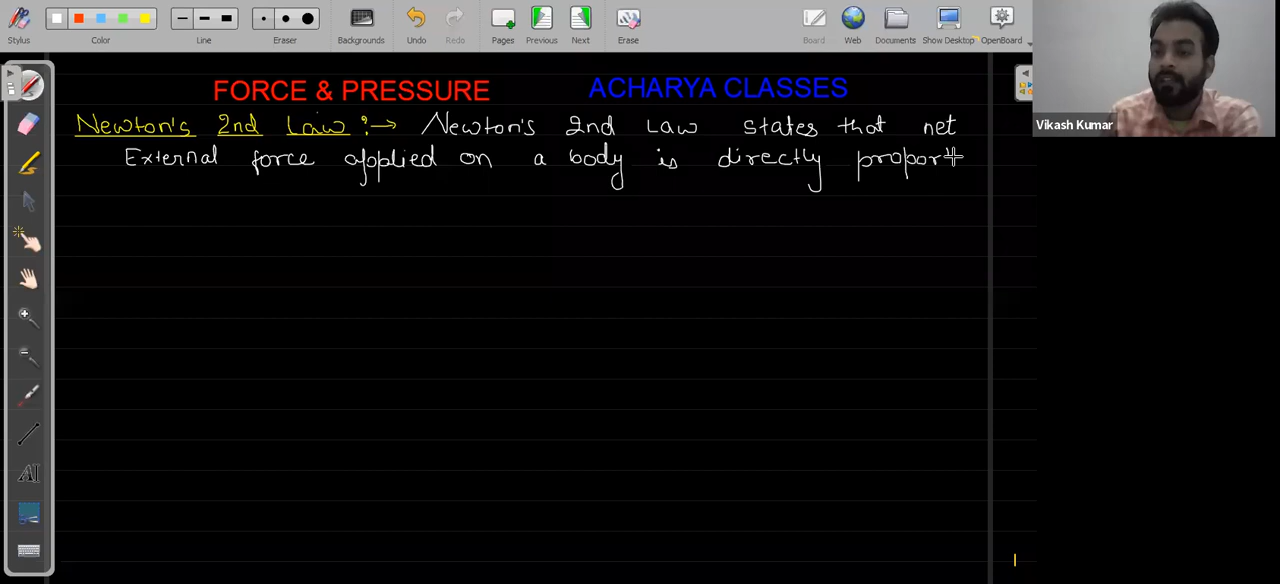 Stylus
Color
Line
Eraser
Backgrounds
Undo
Redo
Pages
Previous
Next
Erase
Board
Web
Documents
Show Desktop
OpenBoard
Vikash Kumar
FORCE & PRESSURE ACHARYA CLASSES
Newton's 2nd Law :→ Newton's 2nd Law states that net
External force applied on a body is directly proport
AI